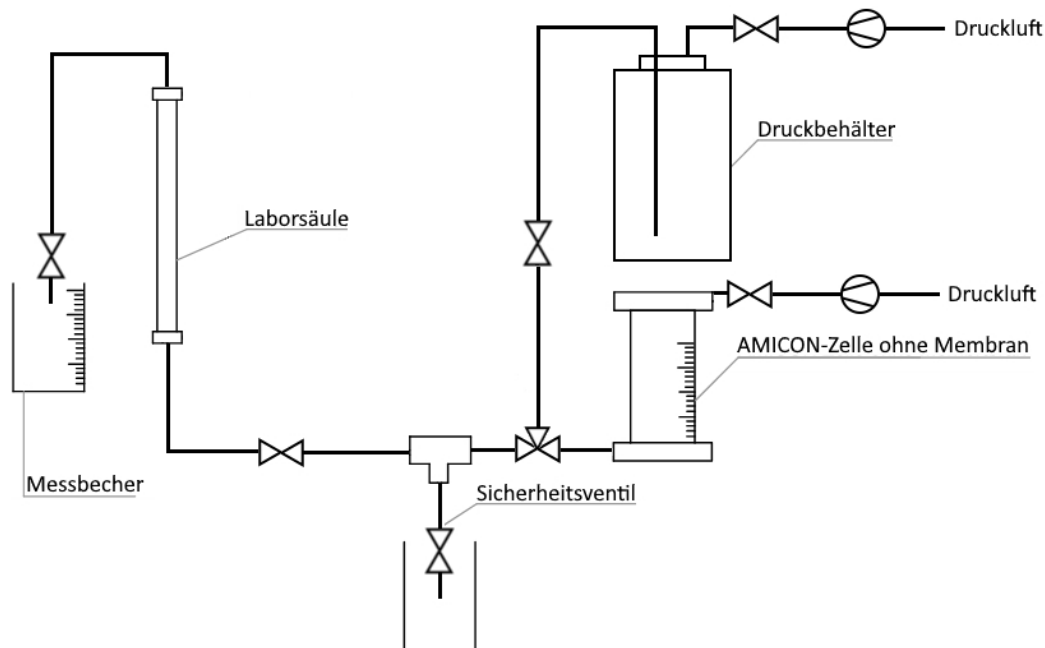 Druckluft
Druckbehälter
Laborsäule
Druckluft
AMICON-Zelle ohne Membran
Messbecher
Sicherheitsventil